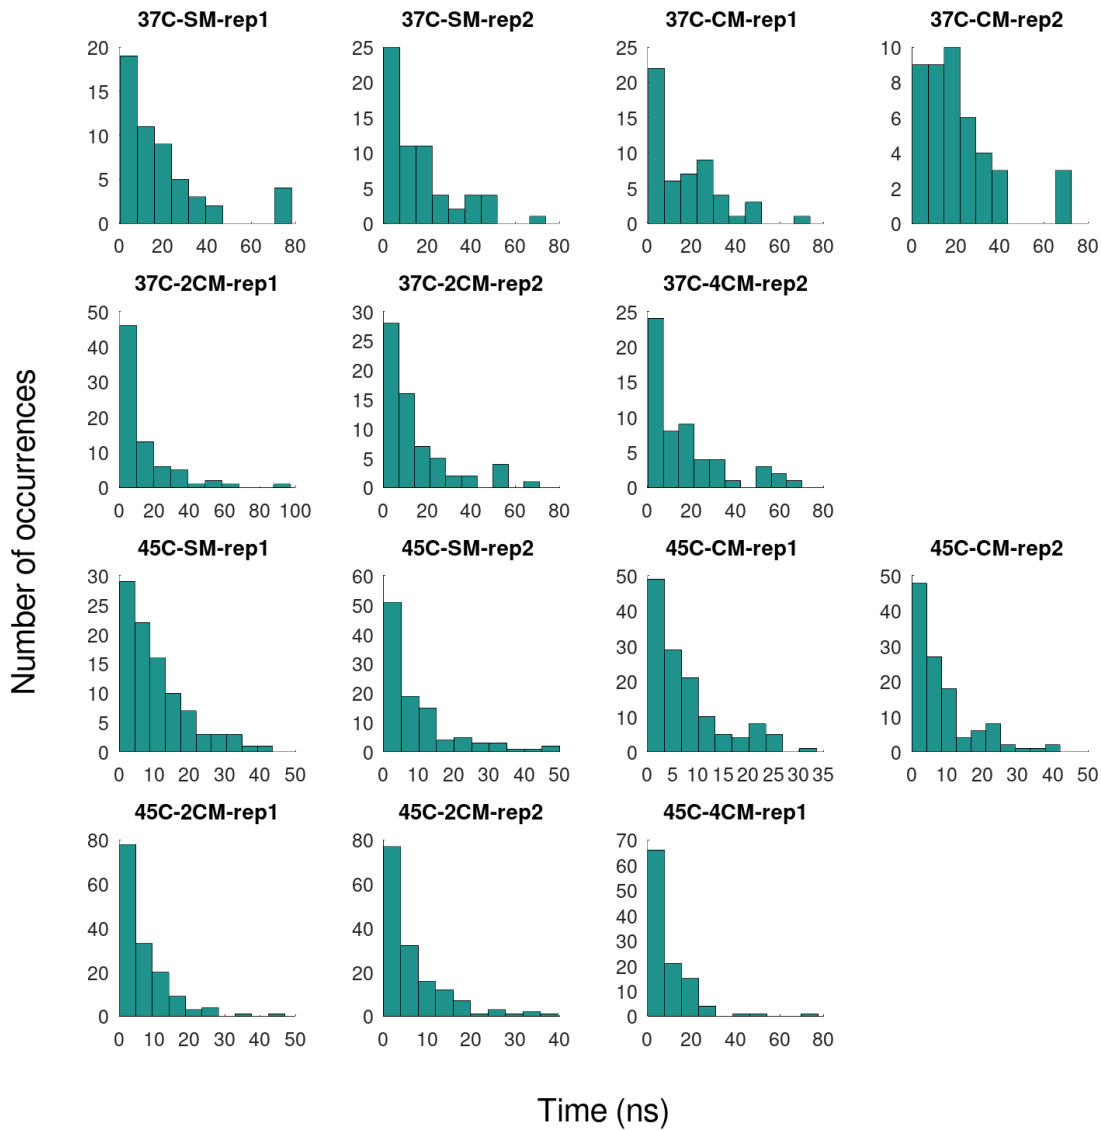 37C-SM-rep1 37C-SM-rep2 37C-CM-rep1 37C-CM-rep2
20 25 25 10
20 20 8
15 15 15 6
10 10 10 4
5 5 5 2
0 0 0 0
0 20 40 60 80 0 20 40 60 80 0 20 40 60 80 0 20 40 60 80
37C-2CM-rep1 37C-2CM-rep2 37C-4CM-rep2
50 30 25
40 25 20
30 20 15
20 15 10
10 10 5
5
0 0 0
0 20 40 60 80 100 0 20 40 60 80 0 20 40 60 80
Number of occurrences
45C-SM-rep1 45C-SM-rep2 45C-CM-rep1 45C-CM-rep2
30 60 50 50
25 50 40 40
20 40 30 30
15 30 20 20
10 20 10 10
5 10
0 0 0 0
0 10 20 30 40 50 0 10 20 30 40 50 0 5 10 15 20 25 30 35 0 10 20 30 40 50
45C-2CM-rep1 45C-2CM-rep2 45C-4CM-rep1
80 80 70
60 60 60
40 40 50
20 20 40
30
20
10
0 0 0
0 10 20 30 40 50 0 10 20 30 40 0 20 40 60 80
Time (ns)